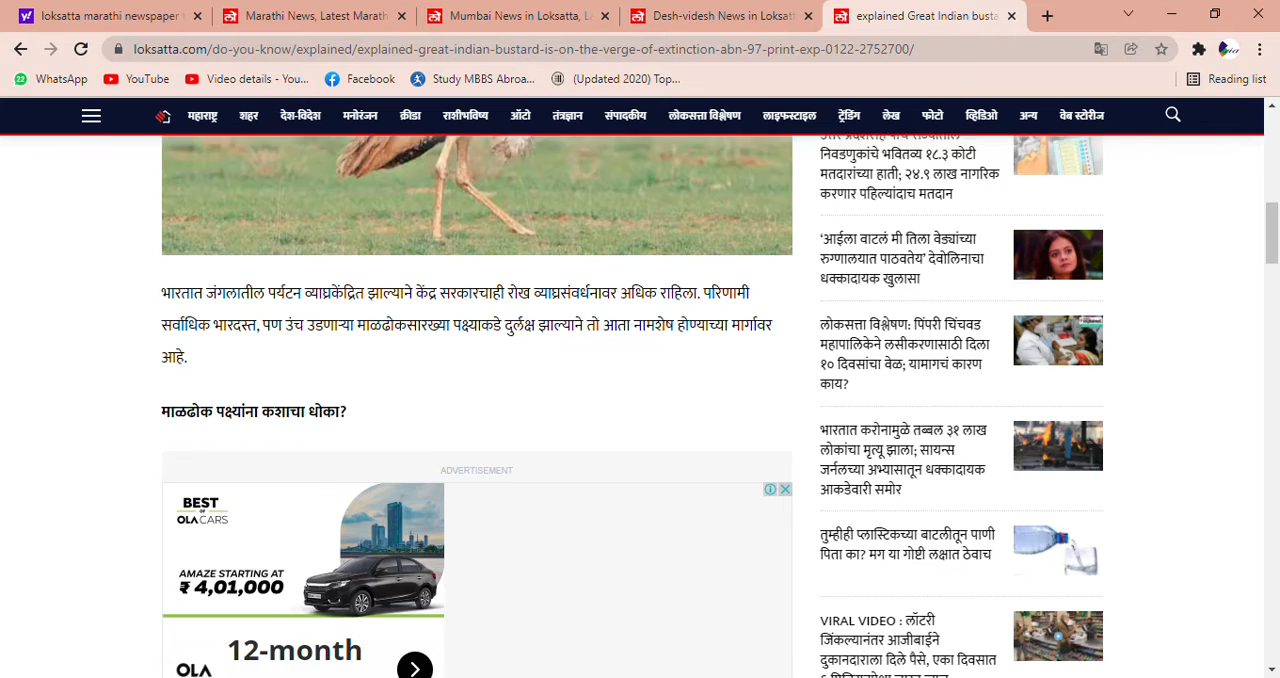 loksatta marathi newspaper t
Marathi News, Latest Marath
Mumbai News in Loksatta, L
Desh-videsh News in Loksatt
explained Great Indian busta
loksatta.com/do-you-know/explained/explained-great-indian-bustard-is-on-the-verge-of-extinction-abn-97-print-exp-0122-2752700/
WhatsApp
YouTube
Video details - You...
Facebook
Study MBBS Abroa...
(Updated 2020) Top...
Reading list
महाराष्ट्र शहर देश-विदेश मनोरंजन क्रीडा राशीभविष्य ऑटो तंत्रज्ञान संपादकीय लोकसत्ता विश्लेषण लाइफस्टाइल ट्रेंडिंग लेख फोटो व्हिडिओ अन्य वेब स्टोरीज
भारतात जंगलातील पर्यटन व्याघ्रकेंद्रित झाल्याने केंद्र सरकारचाही रोख व्याघ्रसंवर्धनावर अधिक राहिला. परिणामी
सर्वाधिक भारदस्त, पण उंच उडणाऱ्या माळढोकसारख्या पक्ष्याकडे दुर्लक्ष झाल्याने तो आता नामशेष होण्याच्या मार्गावर
आहे.
माळढोक पक्ष्यांना कशाचा धोका?
ADVERTISEMENT
BEST
OF
OLA CARS
AMAZE STARTING AT
₹ 4,01,000
12-month
OLA
निवडणुकांचे भवितव्य १८.३ कोटी
मतदारांच्या हाती; २४.९ लाख नागरिक
करणार पहिल्यांदाच मतदान
‘आईला वाटलं मी तिला वेड्यांच्या
रुग्णालयात पाठवतेय’ देवोलिनाचा
धक्कादायक खुलासा
लोकसत्ता विश्लेषण: पिंपरी चिंचवड
महापालिकेने लसीकरणासाठी दिला
१० दिवसांचा वेळ; यामागचं कारण
काय?
भारतात करोनामुळे तब्बल ३१ लाख
लोकांचा मृत्यू झाला; सायन्स
जर्नलच्या अभ्यासातून धक्कादायक
आकडेवारी समोर
तुम्हीही प्लास्टिकच्या बाटलीतून पाणी
पिता का? मग या गोष्टी लक्षात ठेवाच
VIRAL VIDEO : लॉटरी
जिंकल्यानंतर आजीबाईने
दुकानदाराला दिले पैसे, एका दिवसात